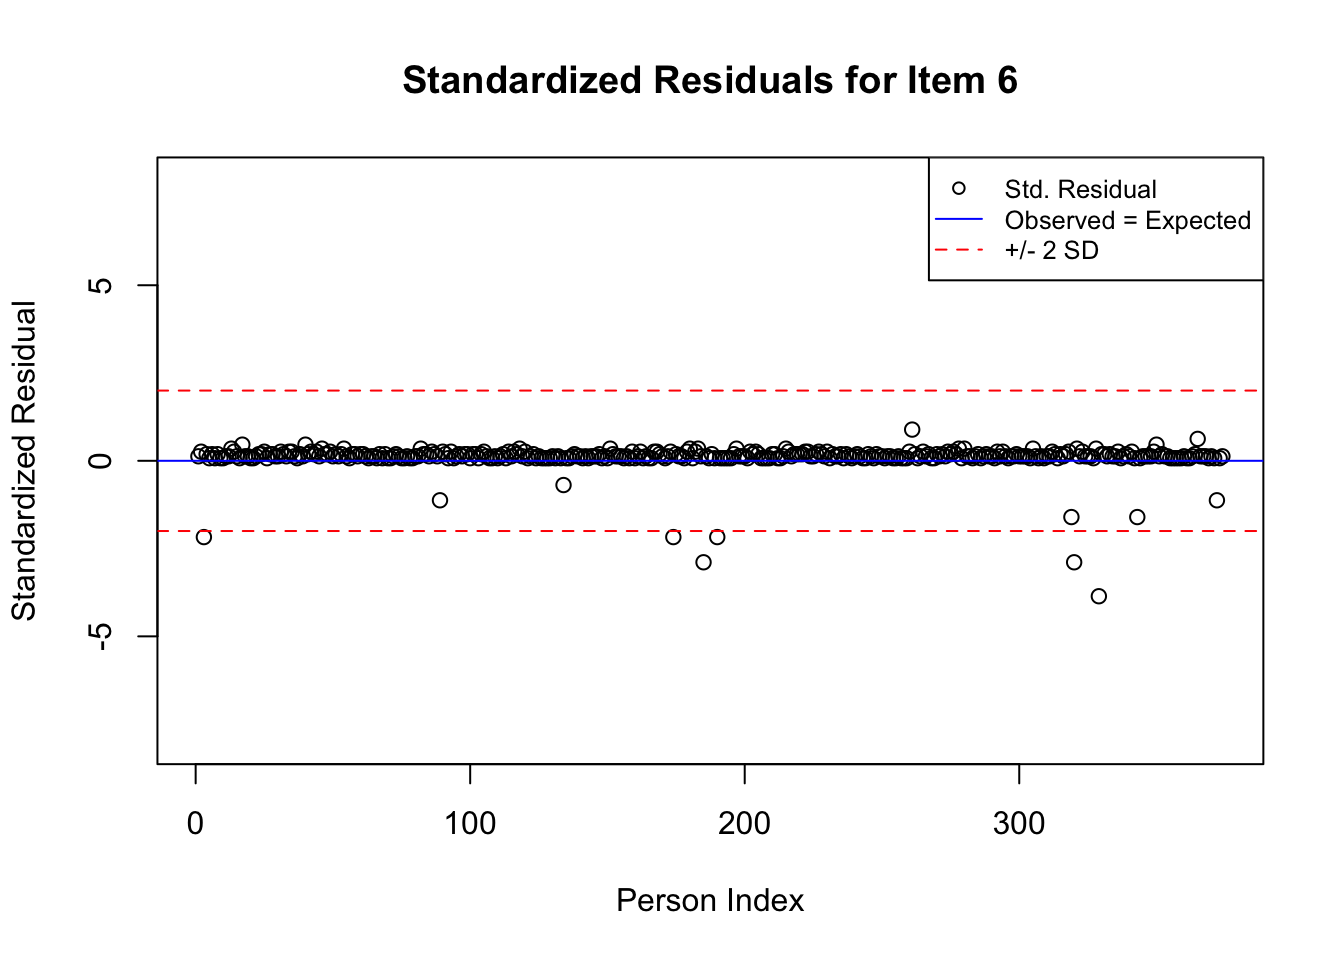 Standardized Residuals for Item 6
Std. Residual
Observed = Expected
+/- 2 SD
Standardized Residual
5
0
-5
0 100 200 300
Person Index